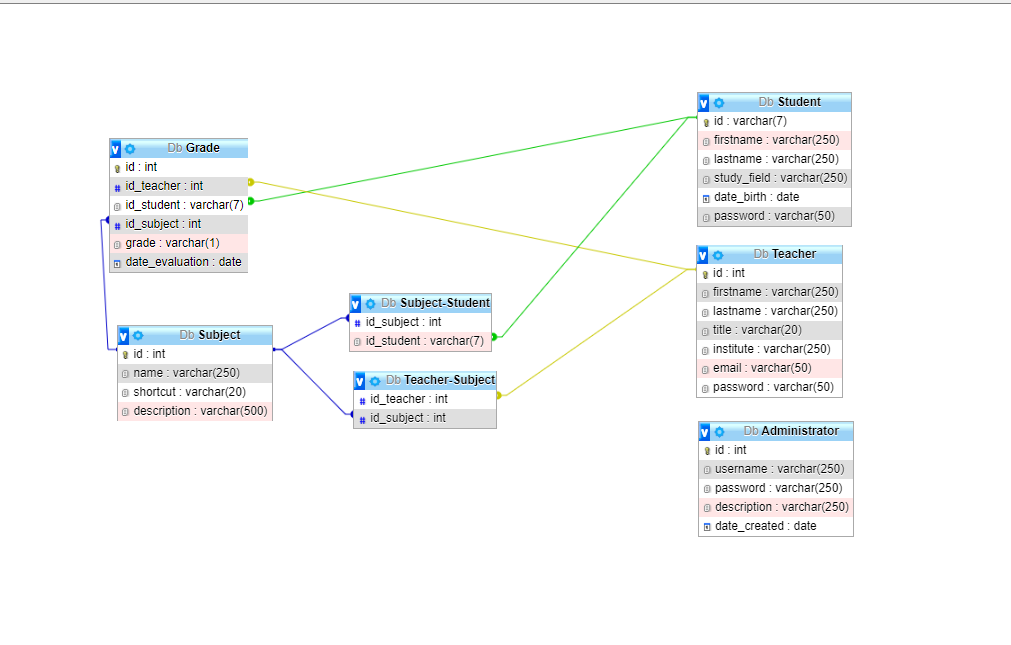 Db Grade
id : int
id_teacher : int
id_student : varchar(7)
id_subject : int
grade : varchar(1)
date_evaluation : date
Db Subject
id : int
name : varchar(250)
shortcut : varchar(20)
description : varchar(500)
Db Subject-Student
id_subject : int
id_student : varchar(7)
Db Teacher-Subject
id_teacher : int
id_subject : int
Db Student
id : varchar(7)
firstname : varchar(250)
lastname : varchar(250)
study_field : varchar(250)
date_birth : date
password : varchar(50)
Db Teacher
id : int
firstname : varchar(250)
lastname : varchar(250)
title : varchar(20)
institute : varchar(250)
email : varchar(50)
password : varchar(50)
Db Administrator
id : int
username : varchar(250)
password : varchar(250)
description : varchar(250)
date_created : date